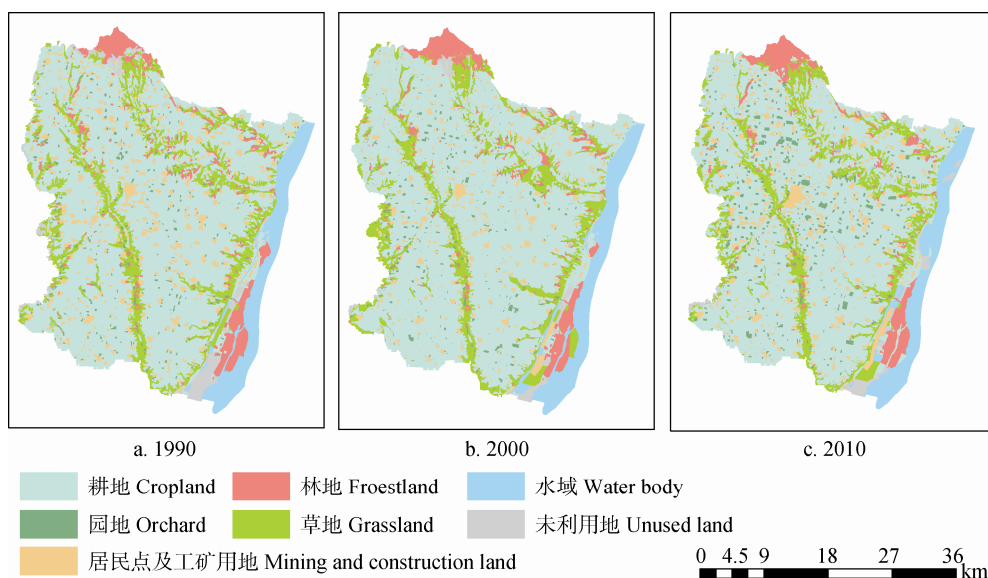 a. 1990
b. 2000
c. 2010
耕地 Cropland
林地 Froestland
水域 Water body
园地 Orchard
草地 Grassland
未利用地 Unused land
居民点及工矿用地 Mining and construction land
0 4.5 9 18 27 36
km